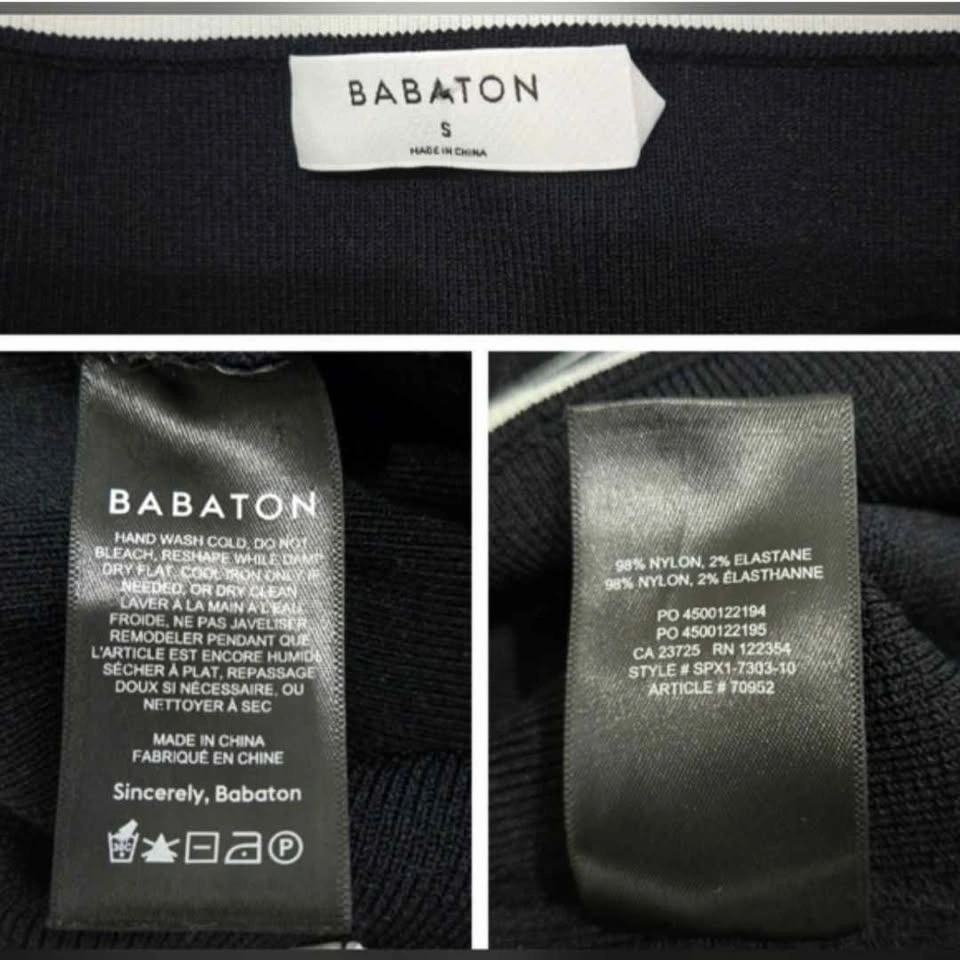 BABATON
S
MADE IN CHINA
BABATON
HAND WASH COLD, DO NOT
BLEACH, RESHAPE WHILE DAMP
DRY FLAT, COOL IRON ONLY IF
NEEDED, OR DRY CLEAN
LAVER À LA MAIN À L'EAU
FROIDE, NE PAS JAVELISER
REMODELER PENDANT QUE
L'ARTICLE EST ENCORE HUMIDE
SÉCHER À PLAT, REPASSAGE
DOUX SI NÉCESSAIRE, OU
NETTOYER À SEC
MADE IN CHINA
FABRIQUÉ EN CHINE
Sincerely, Babaton
30C P
98% NYLON, 2% ELASTANE
98% NYLON, 2% ÉLASTHANNE
PO 4500122194
PO 4500122195
CA 23725 RN 122354
STYLE # SPX1-7303-10
ARTICLE # 70952